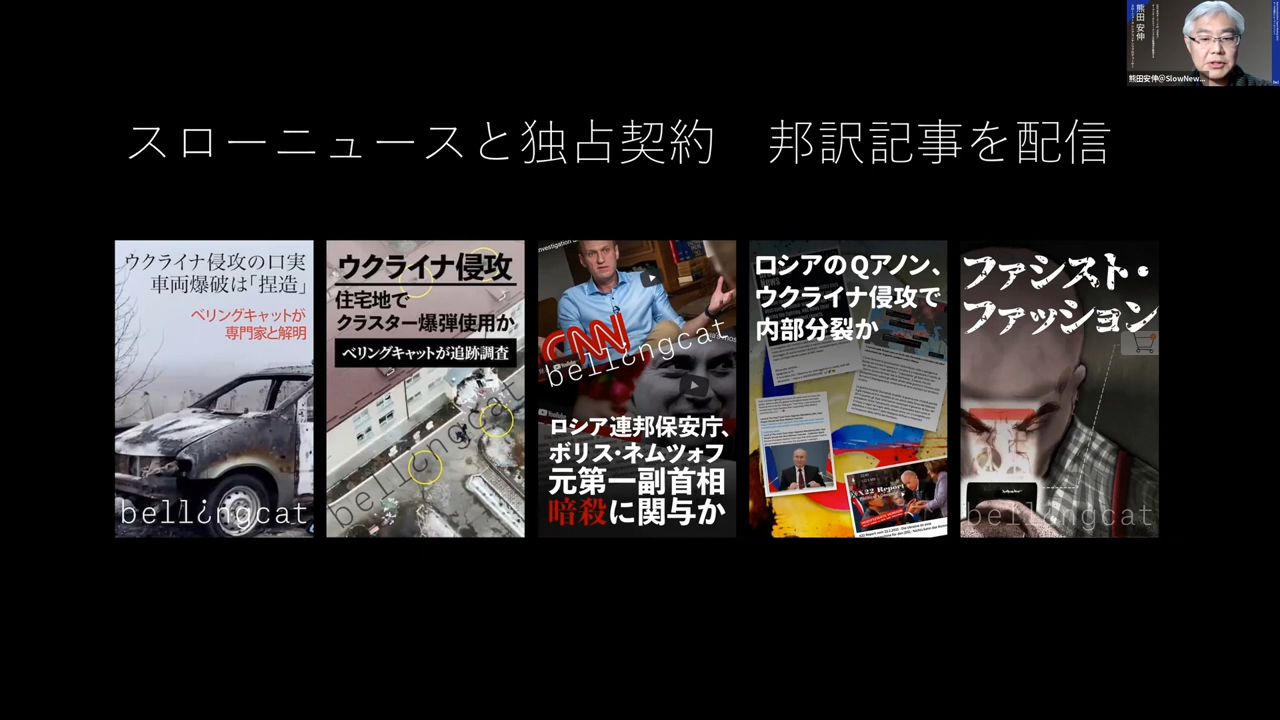 熊田 安伸
熊田安伸@SlowNew...
スローニュースと独占契約　邦訳記事を配信
ウクライナ侵攻の口実
車両爆破は「捏造」
ベリングキャットが
専門家と解明
bellingcat
ウクライナ侵攻
住宅地で
クラスター爆弾使用か
ベリングキャットが追跡調査
bellingcat
CNN
bellingcat
ロシア連邦保安庁、
ボリス・ネムツォフ
元第一副首相
暗殺に関与か
ロシアのQアノン、
ウクライナ侵攻で
内部分裂か
X22 Report
ファシスト・
ファッション
bellingcat